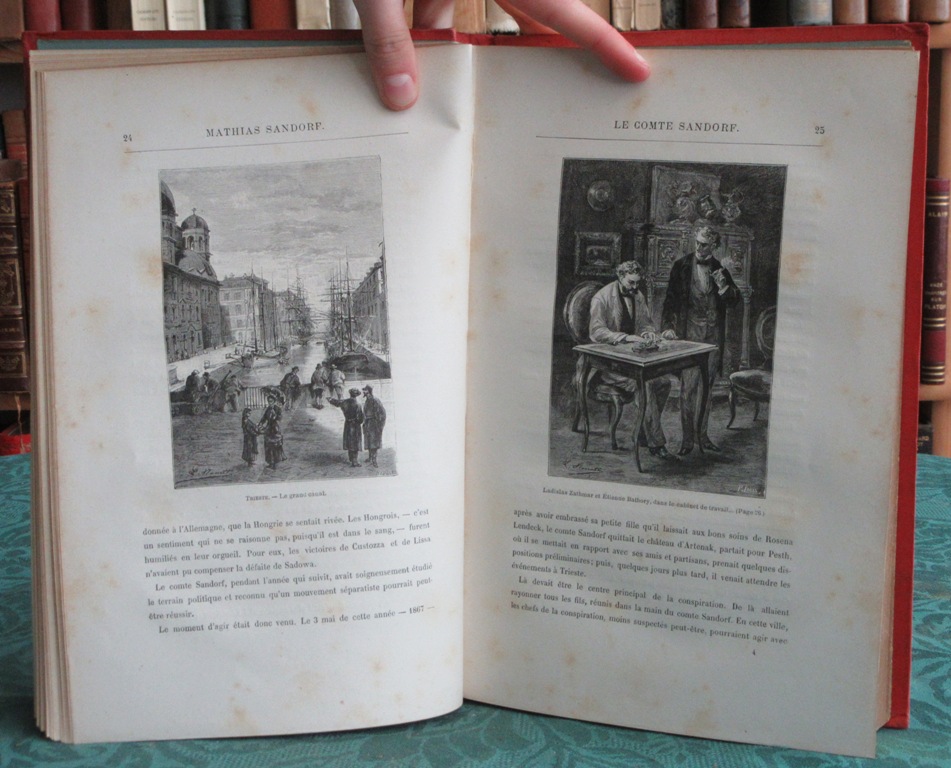 24
MATHIAS SANDORF.
TRIESTE. — Le grand canal.
donnée à l'Allemagne, que la Hongrie se sentait rivée. Les Hongrois, — c'est
un sentiment qui ne se raisonne pas, puisqu'il est dans le sang, — furent
humiliés en leur orgueil. Pour eux, les victoires de Custozza et de Lissa
n'avaient pu compenser la défaite de Sadowa.
Le comte Sandorf, pendant l'année qui suivit, avait soigneusement étudié
le terrain politique et reconnu qu'un mouvement séparatiste pourrait peut-
être réussir.
Le moment d'agir était donc venu. Le 3 mai de cette année — 1867 —
LE COMTE SANDORF.
25
Ladislas Zathmar et Étienne Bathory, dans le cabinet de travail... (Page 26.)
après avoir embrassé sa petite fille qu'il laissait aux bons soins de Rosena
Lendeck, le comte Sandorf quittait le château d'Artenak, partait pour Pesth,
où il se mettait en rapport avec ses amis et partisans, prenait quelques dis-
positions préliminaires; puis, quelques jours plus tard, il venait attendre les
événements à Trieste.
Là devait être le centre principal de la conspiration. De là allaient
rayonner tous les fils, réunis dans la main du comte Sandorf. En cette ville,
les chefs de la conspiration, moins suspectés peut-être, pourraient agir avec
4